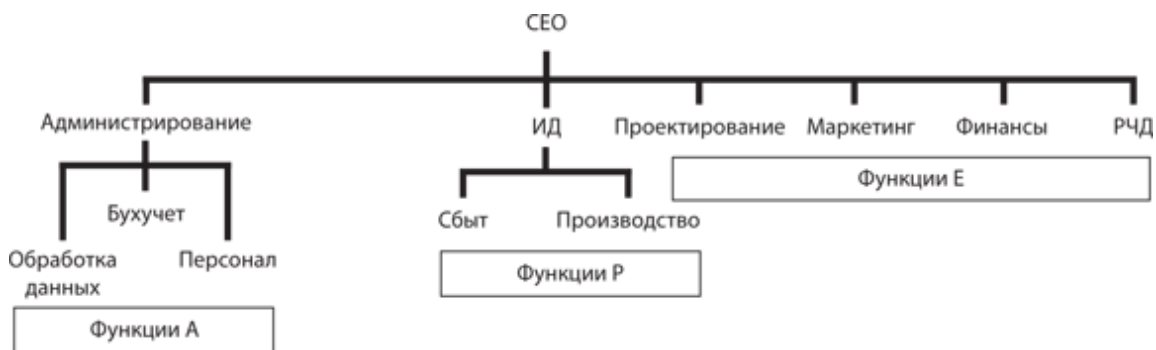 CEO
Администрирование
ИД
Проектирование
Маркетинг
Финансы
РЧД
Функции E
Бухучет
Сбыт
Производство
Обработка
данных
Персонал
Функции P
Функции A